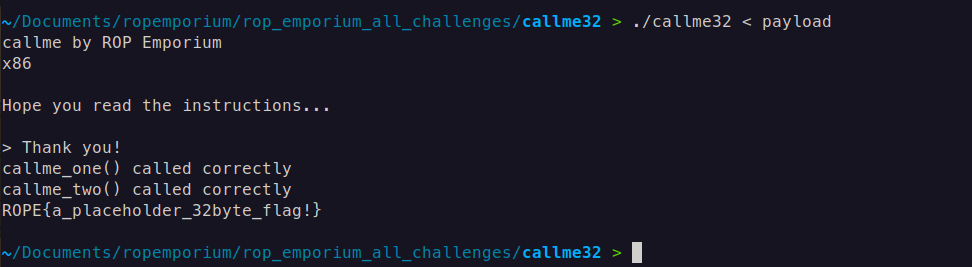 ~/Documents/ropemporium/rop_emporium_all_challenges/callme32 > ./callme32 < payload
callme by ROP Emporium
x86
Hope you read the instructions...
> Thank you!
callme_one() called correctly
callme_two() called correctly
ROPE{a_placeholder_32byte_flag!}
~/Documents/ropemporium/rop_emporium_all_challenges/callme32 >